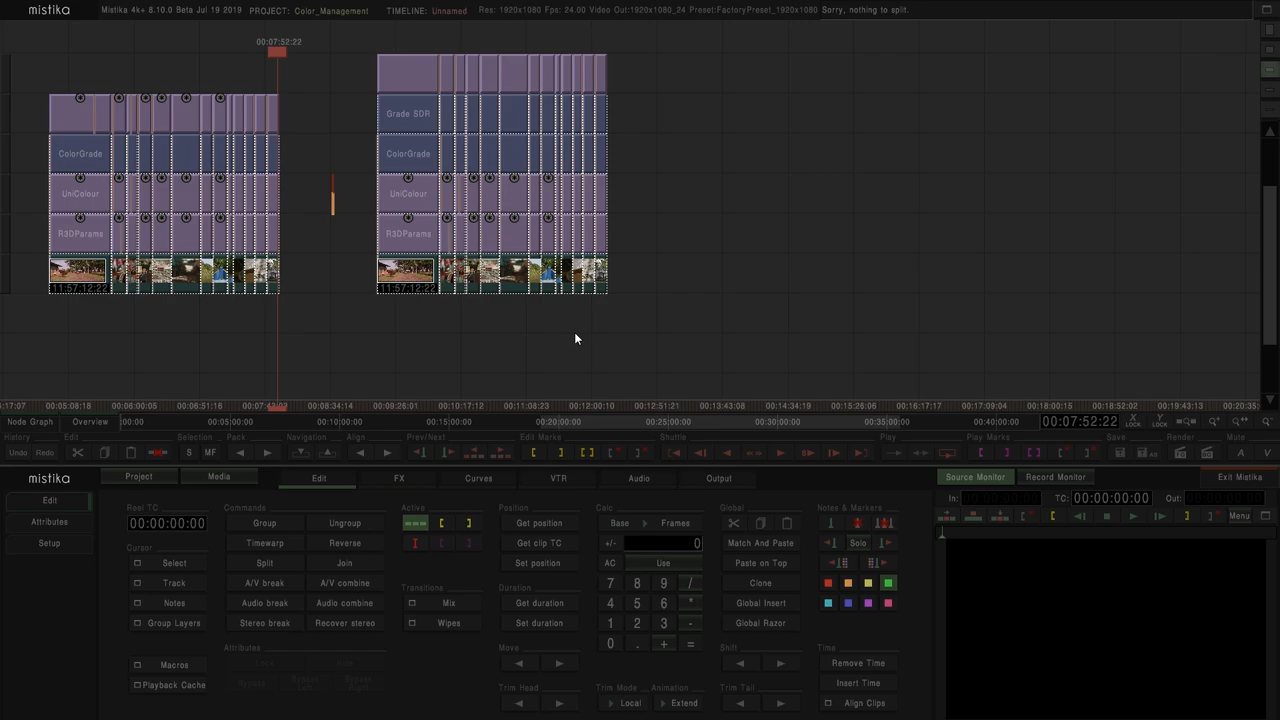 mistika Mistika 4k+ 8.10.0 Beta Jul 19 2019 PROJECT: Color_Management TIMELINE: Unnamed Res: 1920x1080 Fps: 24.00 Video Out:1920x1080_24 Preset:FactoryPreset_1920x1080 Sorry, nothing to split.
00:07:52:22
Grade SDR
ColorGrade ColorGrade
UniColour UniColour
R3DParams R3DParams
11:57:12:22 11:57:12:22
:17:07 00:05:08:18 00:06:00:05 00:06:51:16 00:08:34:14 00:09:26:01 00:10:17:12 00:11:08:23 00:12:00:10 00:12:51:21 00:13:43:08 00:14:34:19 00:15:26:06 00:16:17:17 00:17:09:04 00:18:00:15 00:18:52:02 00:19:43:13 00:20:35:
Node Graph Overview :00:00 00:05:00:00 00:10:00:00 00:15:00:00 00:20:00:00 00:25:00:00 00:30:00:00 00:35:00:00 00:40:00:00 00:07:52:22 X LOCK Y LOCK
History Edit Selection Pack Navigation Align Prev/Next Edit Marks Shuttle Play Play Marks Save Render Mute
Undo Redo S MF A V
mistika Project Media Edit FX Curves VTR Audio Output Source Monitor Record Monitor Exit Mistika
Edit Reel TC Commands Active Position Calc Global Notes & Markers In: 00:00:00:00 TC: 00:00:00:00 Out: 00:00:00:00
Attributes 00:00:00:00 Group Ungroup Get position Base Frames Menu
Setup Cursor Timewarp Reverse Get clip TC +/- 0 Match And Paste Solo
Select Split Join Set position AC Use Paste on Top
Track A/V break A/V combine Transitions Duration 7 8 9 / Clone
Notes Audio break Audio combine Mix Get duration 4 5 6 * Global Insert
Group Layers Stereo break Recover stereo Wipes Set duration 1 2 3 - Global Razor
Attributes Move 0 . + = Shift Time
Macros Remove Time
Playback Cache Trim Head Trim Mode Animation Trim Tail Insert Time
Local Extend Align Clips